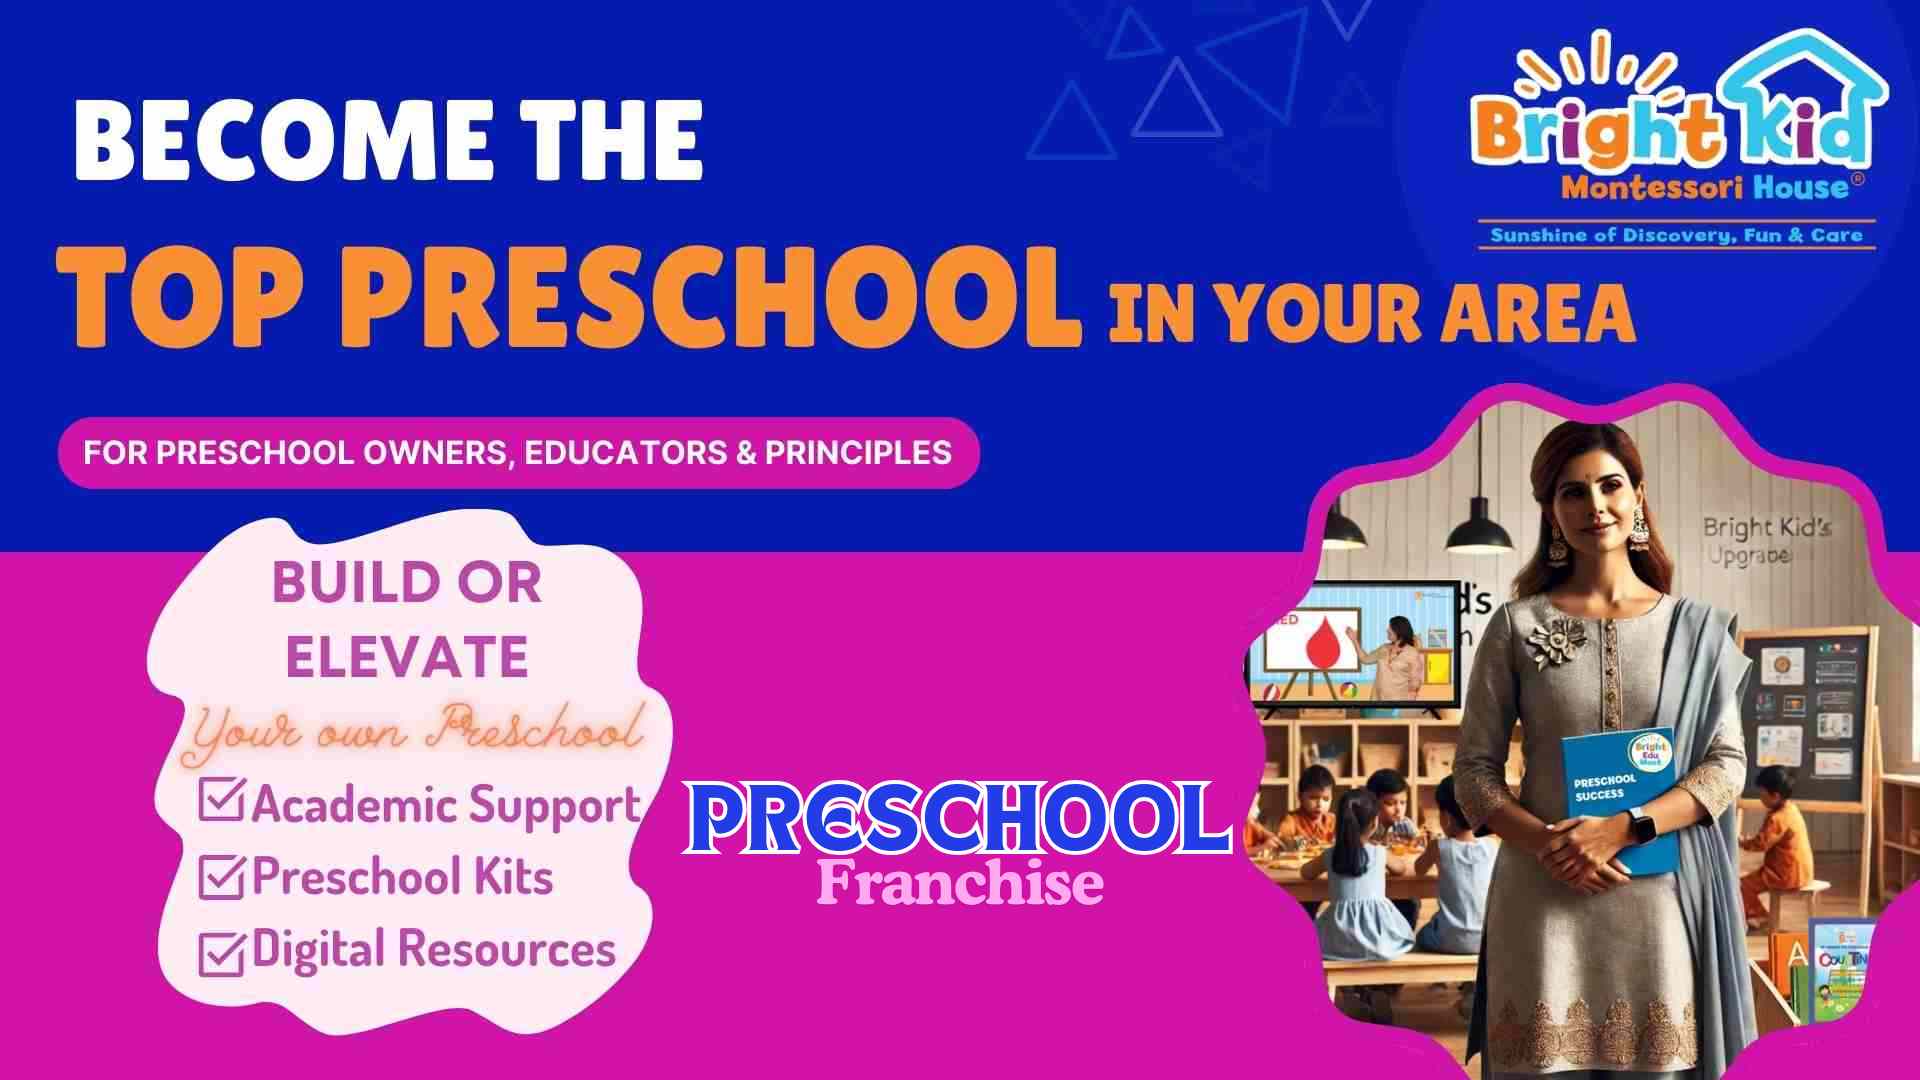 BECOME THE
TOP PRESCHOOL IN YOUR AREA
Bright Kid
Montessori House®
Sunshine of Discovery, Fun & Care
FOR PRESCHOOL OWNERS, EDUCATORS & PRINCIPLES
BUILD OR
ELEVATE
Your own Preschool
Academic Support
Preschool Kits
Digital Resources
PRESCHOOL
Franchise
Bright Kid's
d's
PRESCHOOL
SUCCESS
Bright
Edu
A